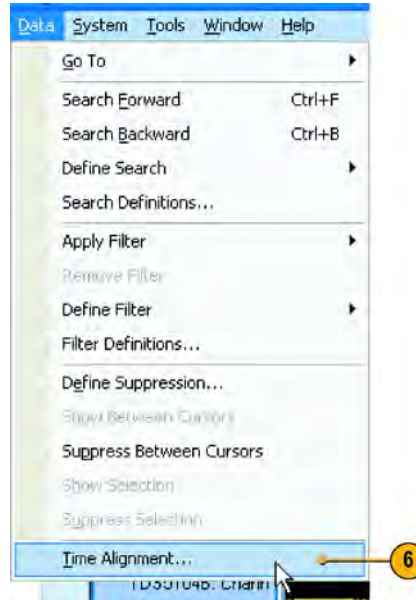 Data System Tools Window Help
Go To
Search Forward Ctrl+F
Search Backward Ctrl+B
Define Search
Search Definitions...
Apply Filter
Remove Filter
Define Filter
Filter Definitions...
Define Suppression...
Show Between Cursors
Suppress Between Cursors
Show Selection
Suppress Selection
Time Alignment...
6